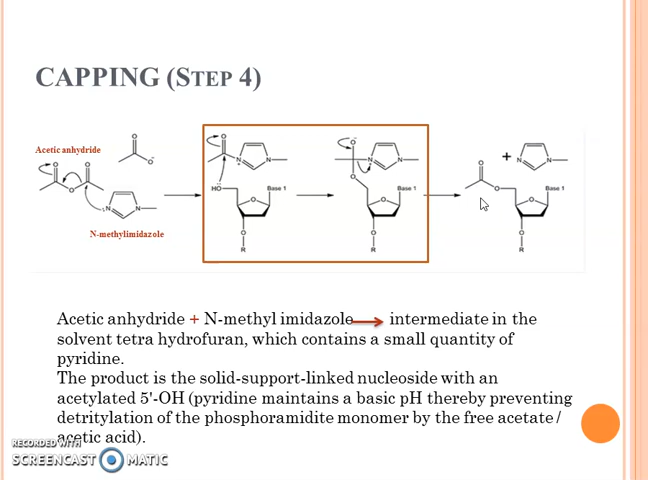 CAPPING (STEP 4)
Acetic anhydride
N-methylimidazole
HO
Base 1
O
R
Base 1
O
R
+
Base 1
O
R
Acetic anhydride + N-methyl imidazole intermediate in the
solvent tetra hydrofuran, which contains a small quantity of
pyridine.
The product is the solid-support-linked nucleoside with an
acetylated 5'-OH (pyridine maintains a basic pH thereby preventing
detritylation of the phosphoramidite monomer by the free acetate /
acetic acid).
RECORDED WITH
SCREENCAST MATIC